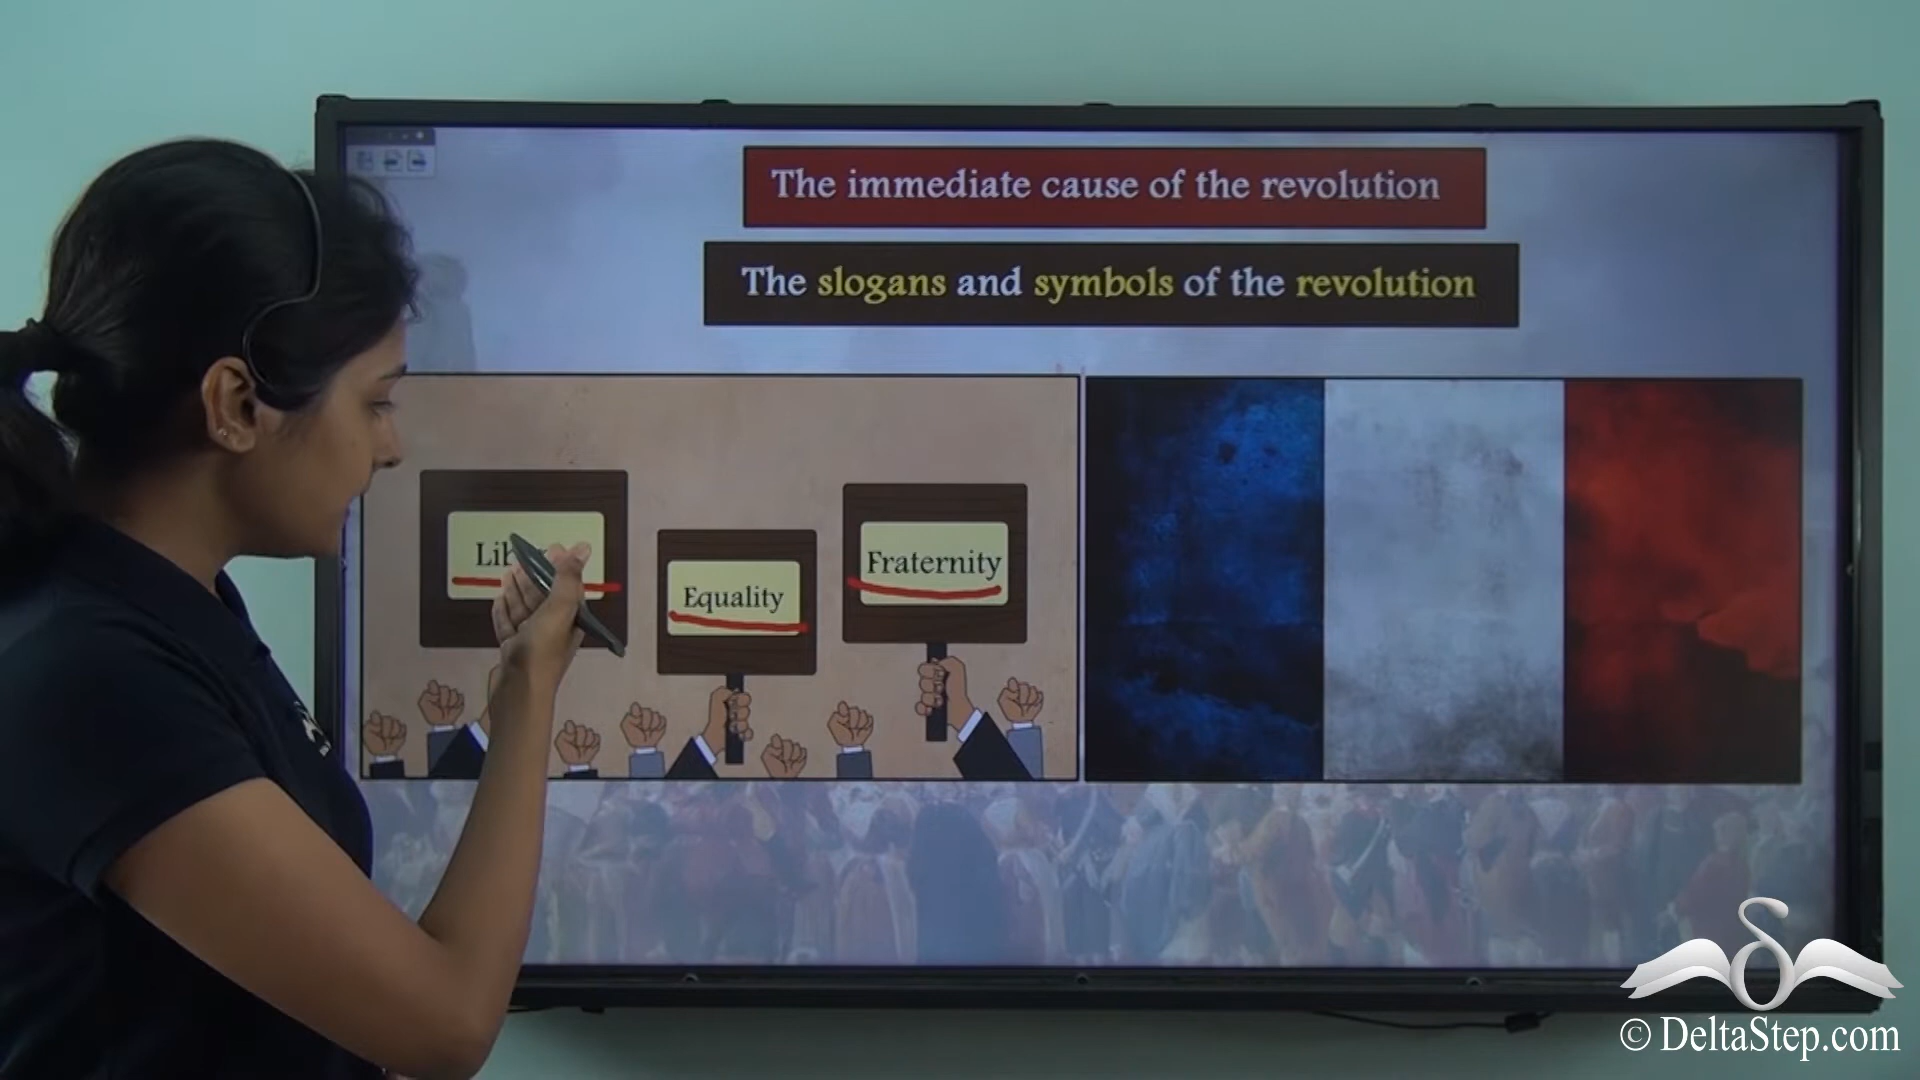 The immediate cause of the revolution
The slogans and symbols of the revolution
Equality
Fraternity
© DeltaStep.com